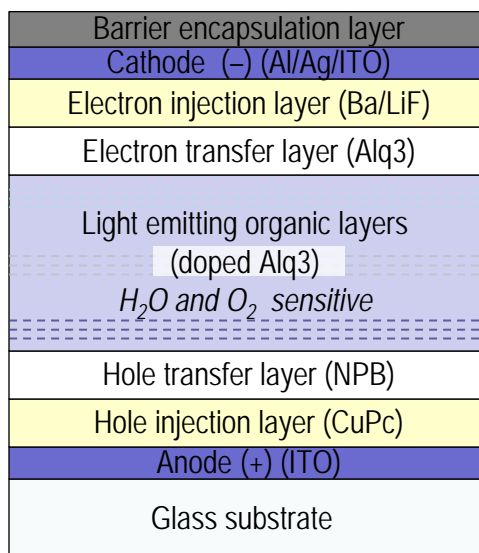 Barrier encapsulation layer
Cathode (–) (Al/Ag/ITO)
Electron injection layer (Ba/LiF)
Electron transfer layer (Alq3)
Light emitting organic layers
(doped Alq3)
H₂O and O₂ sensitive
Hole transfer layer (NPB)
Hole injection layer (CuPc)
Anode (+) (ITO)
Glass substrate